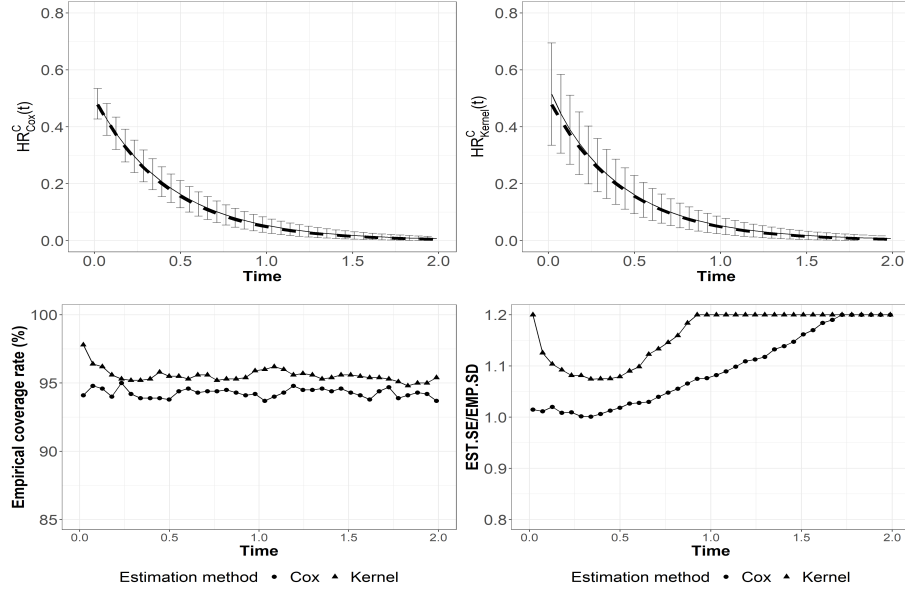 HR^C_Cox(t)
0.8
0.6
0.4
0.2
0.0
0.0 0.5 1.0 1.5 2.0
Time
HR^C_Kernel(t)
0.8
0.6
0.4
0.2
0.0
0.0 0.5 1.0 1.5 2.0
Time
Empirical coverage rate (%)
100
95
90
85
0.0 0.5 1.0 1.5 2.0
Time
Estimation method Cox Kernel
EST.SE/EMP.SD
1.2
1.1
1.0
0.9
0.8
0.0 0.5 1.0 1.5 2.0
Time
Estimation method Cox Kernel